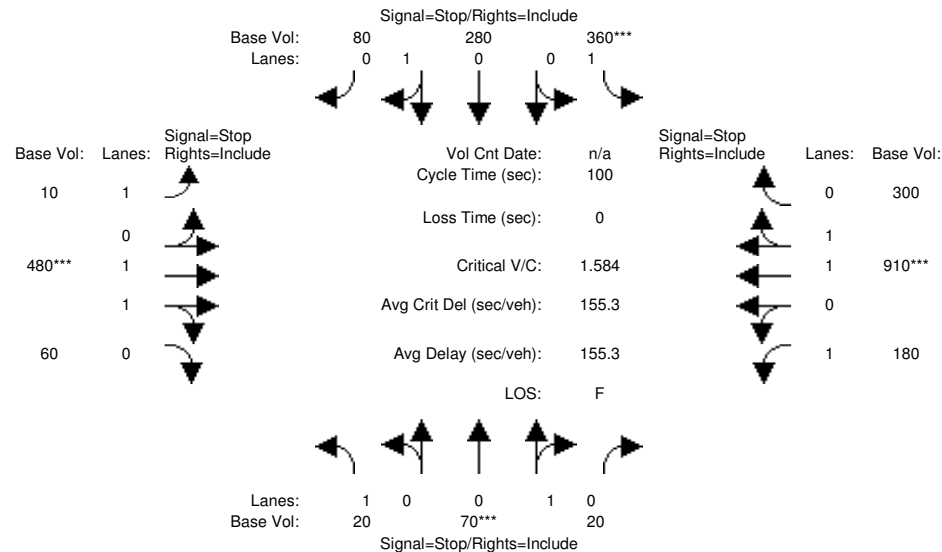 Signal=Stop/Rights=Include
Base Vol: 80 280 360***
Lanes: 0 1 0 0 1
Signal=Stop Signal=Stop
Base Vol: Lanes: Rights=Include Vol Cnt Date: n/a Rights=Include Lanes: Base Vol:
Cycle Time (sec): 100
10 1 0 300
Loss Time (sec): 0
0 1
480*** 1 Critical V/C: 1.584 1 910***
1 Avg Crit Del (sec/veh): 155.3 0
60 0 Avg Delay (sec/veh): 155.3 1 180
LOS: F
Lanes: 1 0 0 1 0
Base Vol: 20 70*** 20
Signal=Stop/Rights=Include